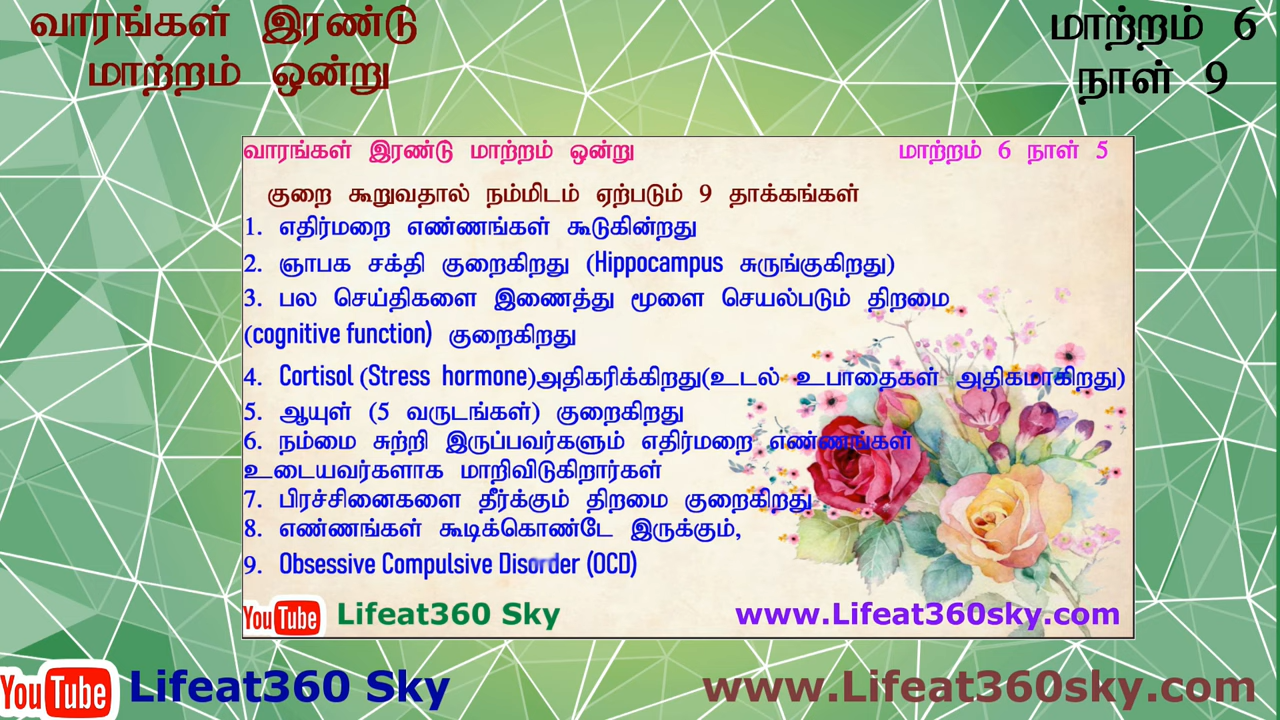 வாரங்கள் இரண்டு
மாற்றம் ஒன்று
மாற்றம் 6
நாள் 9
வாரங்கள் இரண்டு மாற்றம் ஒன்று மாற்றம் 6 நாள் 5
குறை கூறுவதால் நம்மிடம் ஏற்படும் 9 தாக்கங்கள்
1. எதிர்மறை எண்ணங்கள் கூடுகின்றது
2. ஞாபக சக்தி குறைகிறது (Hippocampus சுருங்குகிறது)
3. பல செய்திகளை இணைத்து மூளை செயல்படும் திறமை
(cognitive function) குறைகிறது
4. Cortisol (Stress hormone)அதிகரிக்கிறது(உடல் உபாதைகள் அதிகமாகிறது)
5. ஆயுள் (5 வருடங்கள்) குறைகிறது
6. நம்மை சுற்றி இருப்பவர்களும் எதிர்மறை எண்ணங்கள்
உடையவர்களாக மாறிவிடுகிறார்கள்
7. பிரச்சினைகளை தீர்க்கும் திறமை குறைகிறது
8. எண்ணங்கள் கூடிக்கொண்டே இருக்கும்,
9. Obsessive Compulsive Disorder (OCD)
YouTube Lifeat360 Sky www.Lifeat360sky.com
YouTube Lifeat360 Sky www.Lifeat360sky.com